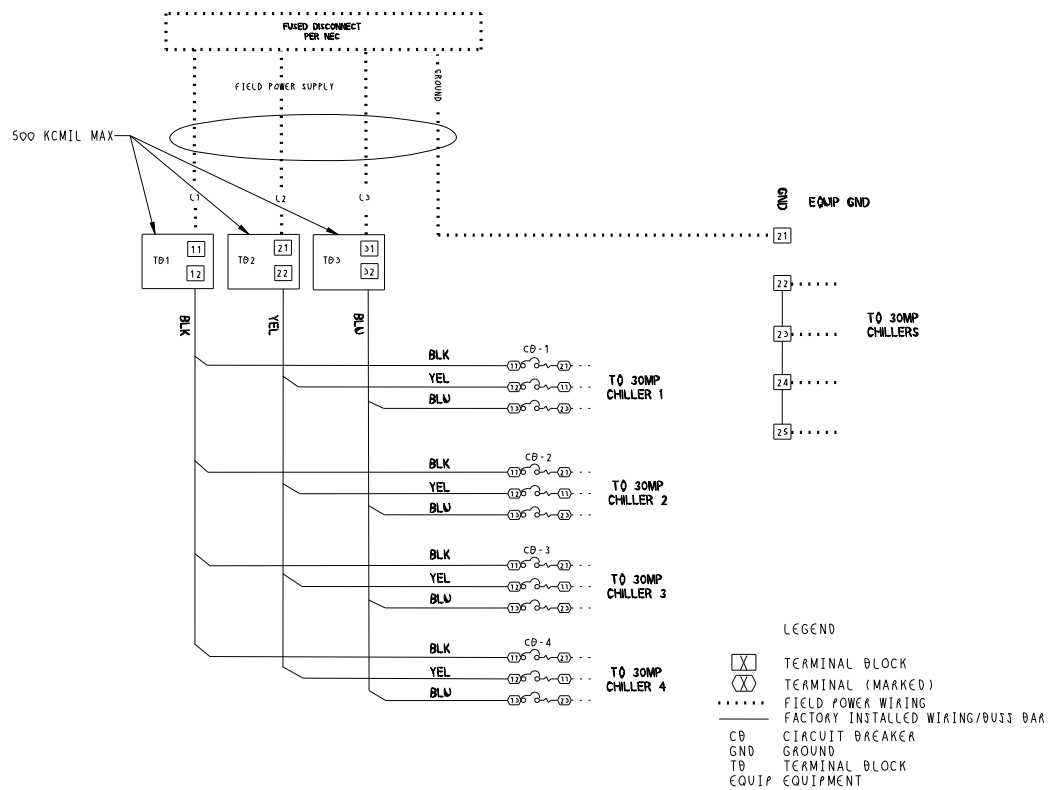 FUSED DISCONNECT
PER NEC
FIELD POWER SUPPLY
GROUND
500 KCMIL MAX
L1
L2
L3
GND
EQUIP GND
TB1
11
12
TB2
21
22
TB3
31
32
21
22
23
24
25
TO 30MP
CHILLERS
BLK
YEL
BLU
CB-1
BLK 11 21
YEL 12 11
BLU 13 23
TO 30MP
CHILLER 1
CB-2
BLK 11 21
YEL 12 11
BLU 13 23
TO 30MP
CHILLER 2
CB-3
BLK 11 21
YEL 12 11
BLU 13 23
TO 30MP
CHILLER 3
CB-4
BLK 11 21
YEL 12 11
BLU 13 23
TO 30MP
CHILLER 4
LEGEND
X TERMINAL BLOCK
X TERMINAL (MARKED)
FIELD POWER WIRING
FACTORY INSTALLED WIRING/BUSS BAR
CB CIRCUIT BREAKER
GND GROUND
TB TERMINAL BLOCK
EQUIP EQUIPMENT